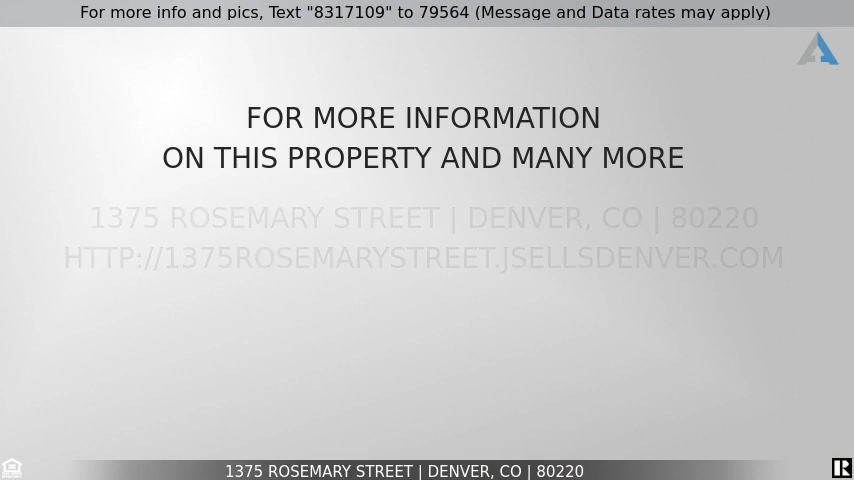 For more info and pics, Text "8317109" to 79564 (Message and Data rates may apply)
FOR MORE INFORMATION
ON THIS PROPERTY AND MANY MORE
1375 ROSEMARY STREET | DENVER, CO | 80220
HTTP://1375ROSEMARYSTREET.JSELLSDENVER.COM
1375 ROSEMARY STREET | DENVER, CO | 80220